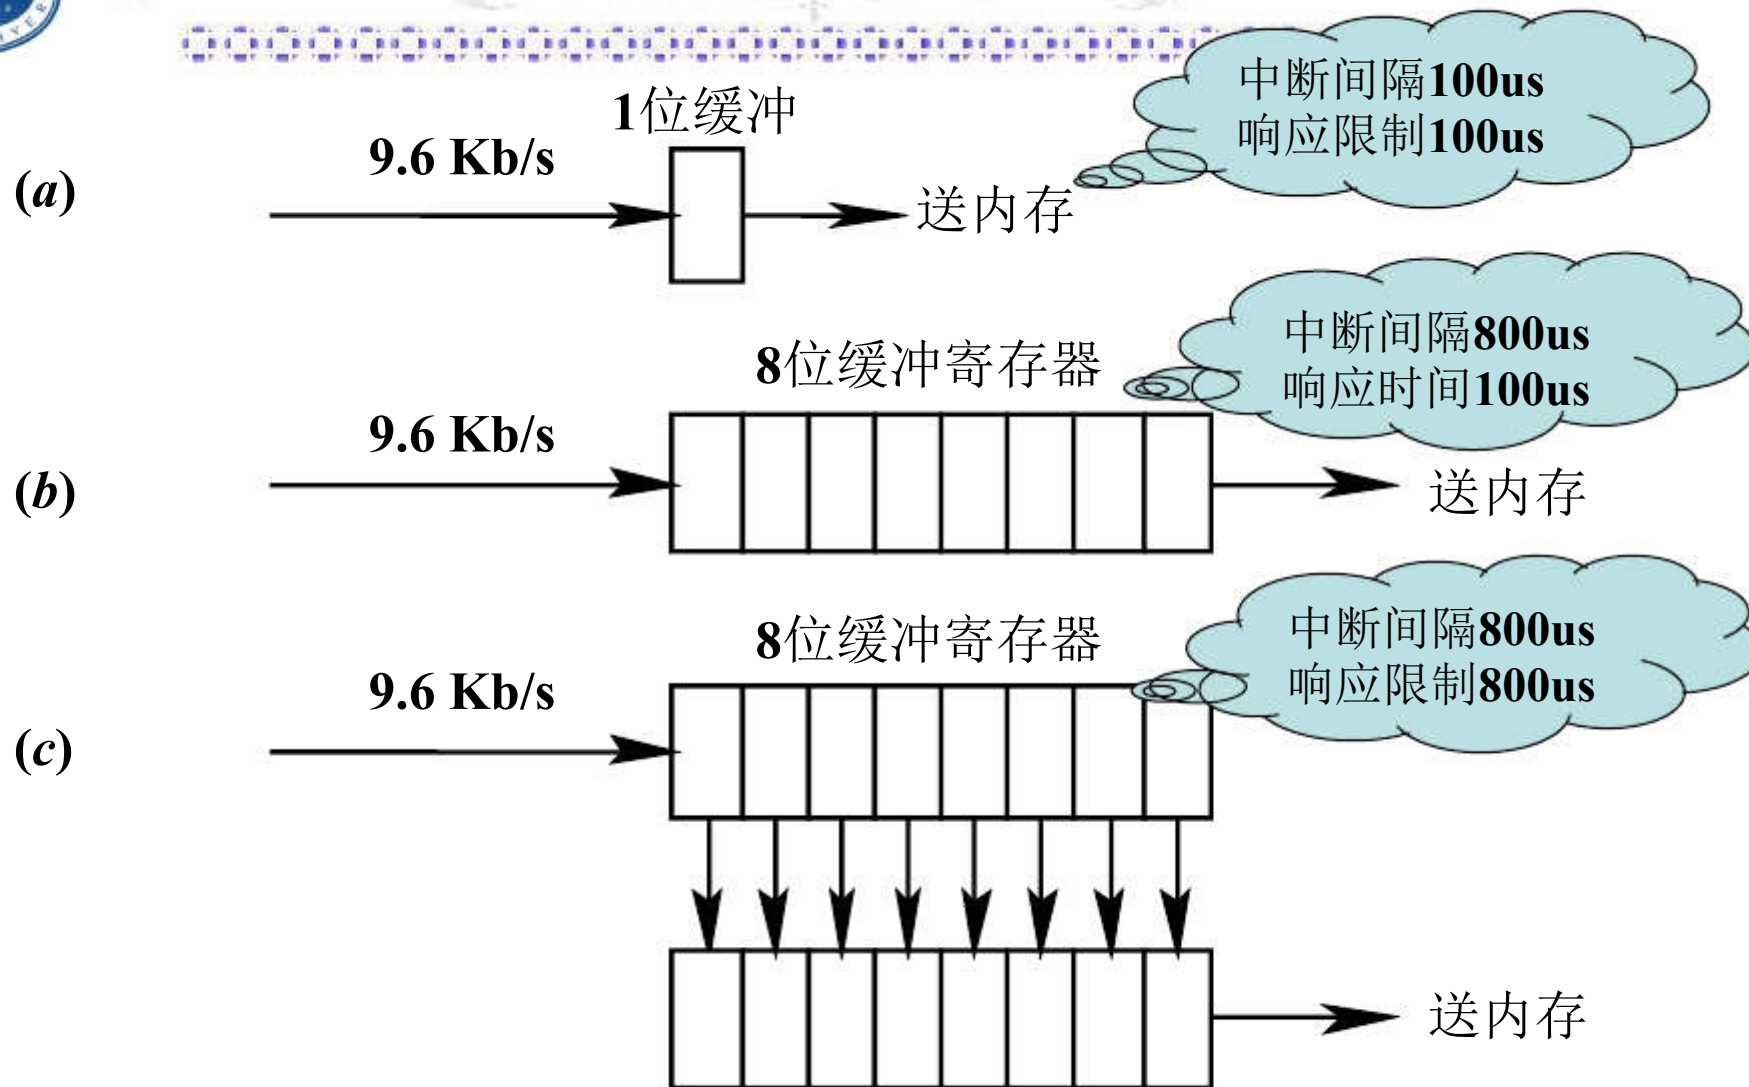 中断间隔100us
响应限制100us
1位缓冲
9.6 Kb/s
(a)
送内存
中断间隔800us
响应时间100us
8位缓冲寄存器
9.6 Kb/s
(b)
送内存
中断间隔800us
响应限制800us
8位缓冲寄存器
9.6 Kb/s
(c)
送内存